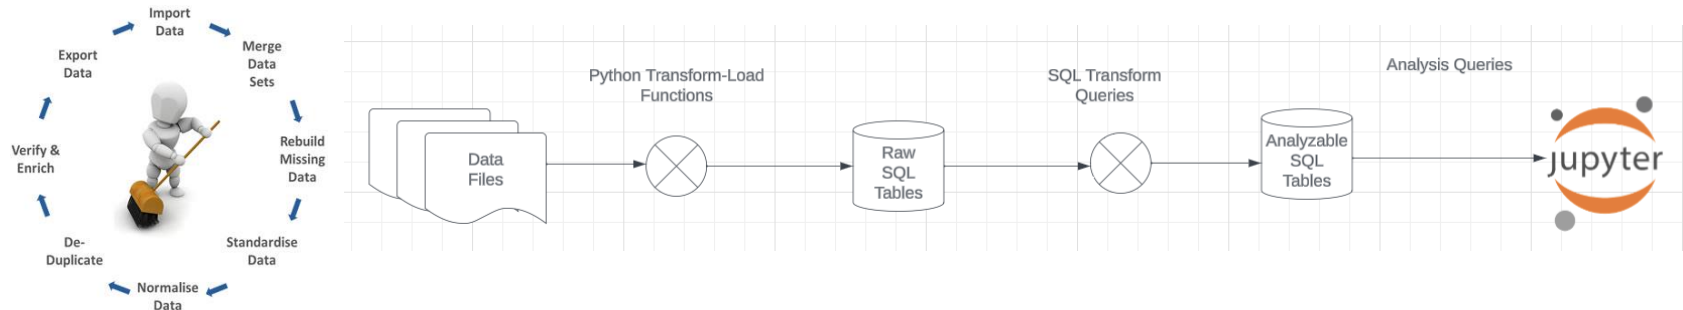 Import
Data
Merge
Data
Sets
Rebuild
Missing
Data
Standardise
Data
Normalise
Data
De-
Duplicate
Verify &
Enrich
Export
Data
Data
Files
Python Transform-Load
Functions
Raw
SQL
Tables
SQL Transform
Queries
Analyzable
SQL
Tables
Analysis Queries
jupyter